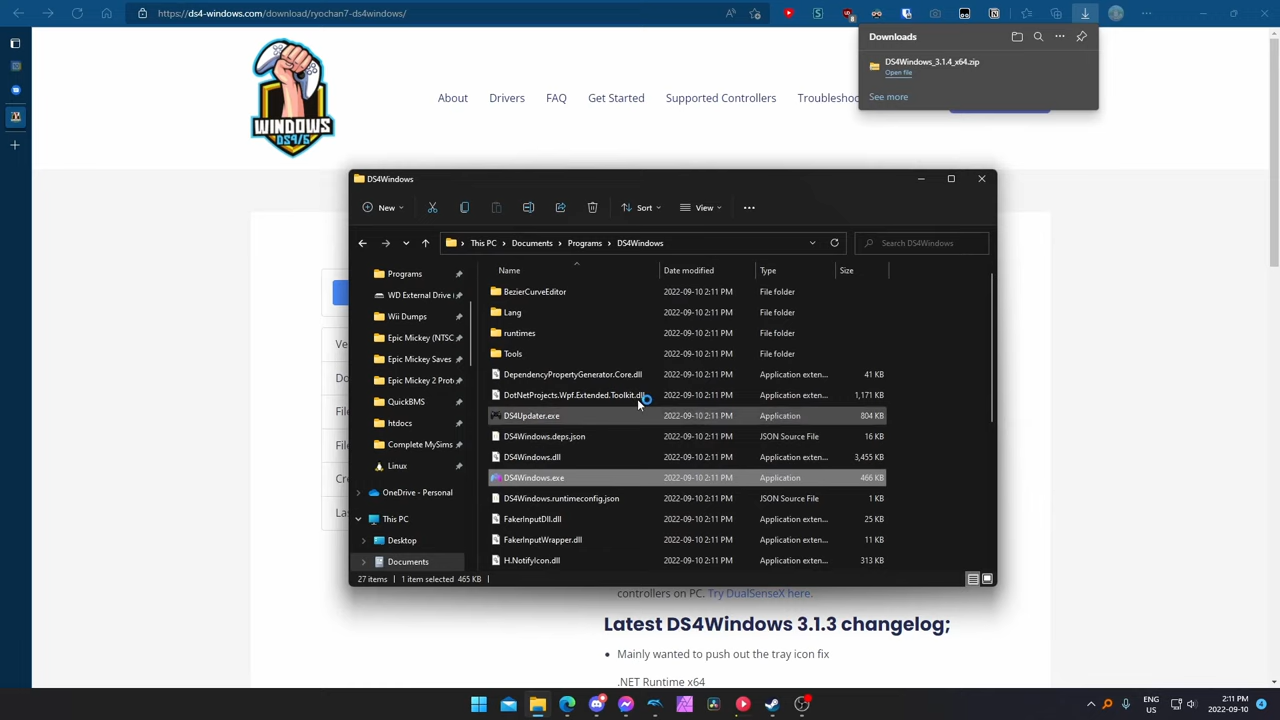 https://ds4-windows.com/download/ryochan7-ds4windows/
Downloads
DS4Windows_3.1.4_x64.zip
Open file
See more
WINDOWS
DS4/5
About Drivers FAQ Get Started Supported Controllers Troubleshoo
DS4Windows
New Sort View
This PC > Documents > Programs > DS4Windows
Search DS4Windows
Programs
WD External Drive
Wii Dumps
Epic Mickey (NTSC
Epic Mickey Saves
Epic Mickey 2 Prot
QuickBMS
htdocs
Complete MySims
Linux
OneDrive - Personal
This PC
Desktop
Documents
Name Date modified Type Size
BezierCurveEditor 2022-09-10 2:11 PM File folder
Lang 2022-09-10 2:11 PM File folder
runtimes 2022-09-10 2:11 PM File folder
Tools 2022-09-10 2:11 PM File folder
DependencyPropertyGenerator.Core.dll 2022-09-10 2:11 PM Application exten... 41 KB
DotNetProjects.Wpf.Extended.Toolkit.dll 2022-09-10 2:11 PM Application exten... 1,171 KB
DS4Updater.exe 2022-09-10 2:11 PM Application 804 KB
DS4Windows.deps.json 2022-09-10 2:11 PM JSON Source File 16 KB
DS4Windows.dll 2022-09-10 2:11 PM Application exten... 3,455 KB
DS4Windows.exe 2022-09-10 2:11 PM Application 466 KB
DS4Windows.runtimeconfig.json 2022-09-10 2:11 PM JSON Source File 1 KB
FakerInputDll.dll 2022-09-10 2:11 PM Application exten... 25 KB
FakerInputWrapper.dll 2022-09-10 2:11 PM Application exten... 11 KB
H.NotifyIcon.dll 2022-09-10 2:11 PM Application exten... 313 KB
27 items 1 item selected 465 KB
Ve
Do
File
File
Cre
Las
controllers on PC. Try DualSenseX here.
Latest DS4Windows 3.1.3 changelog;
Mainly wanted to push out the tray icon fix
.NET Runtime x64
ENG
US
2:11 PM
2022-09-10